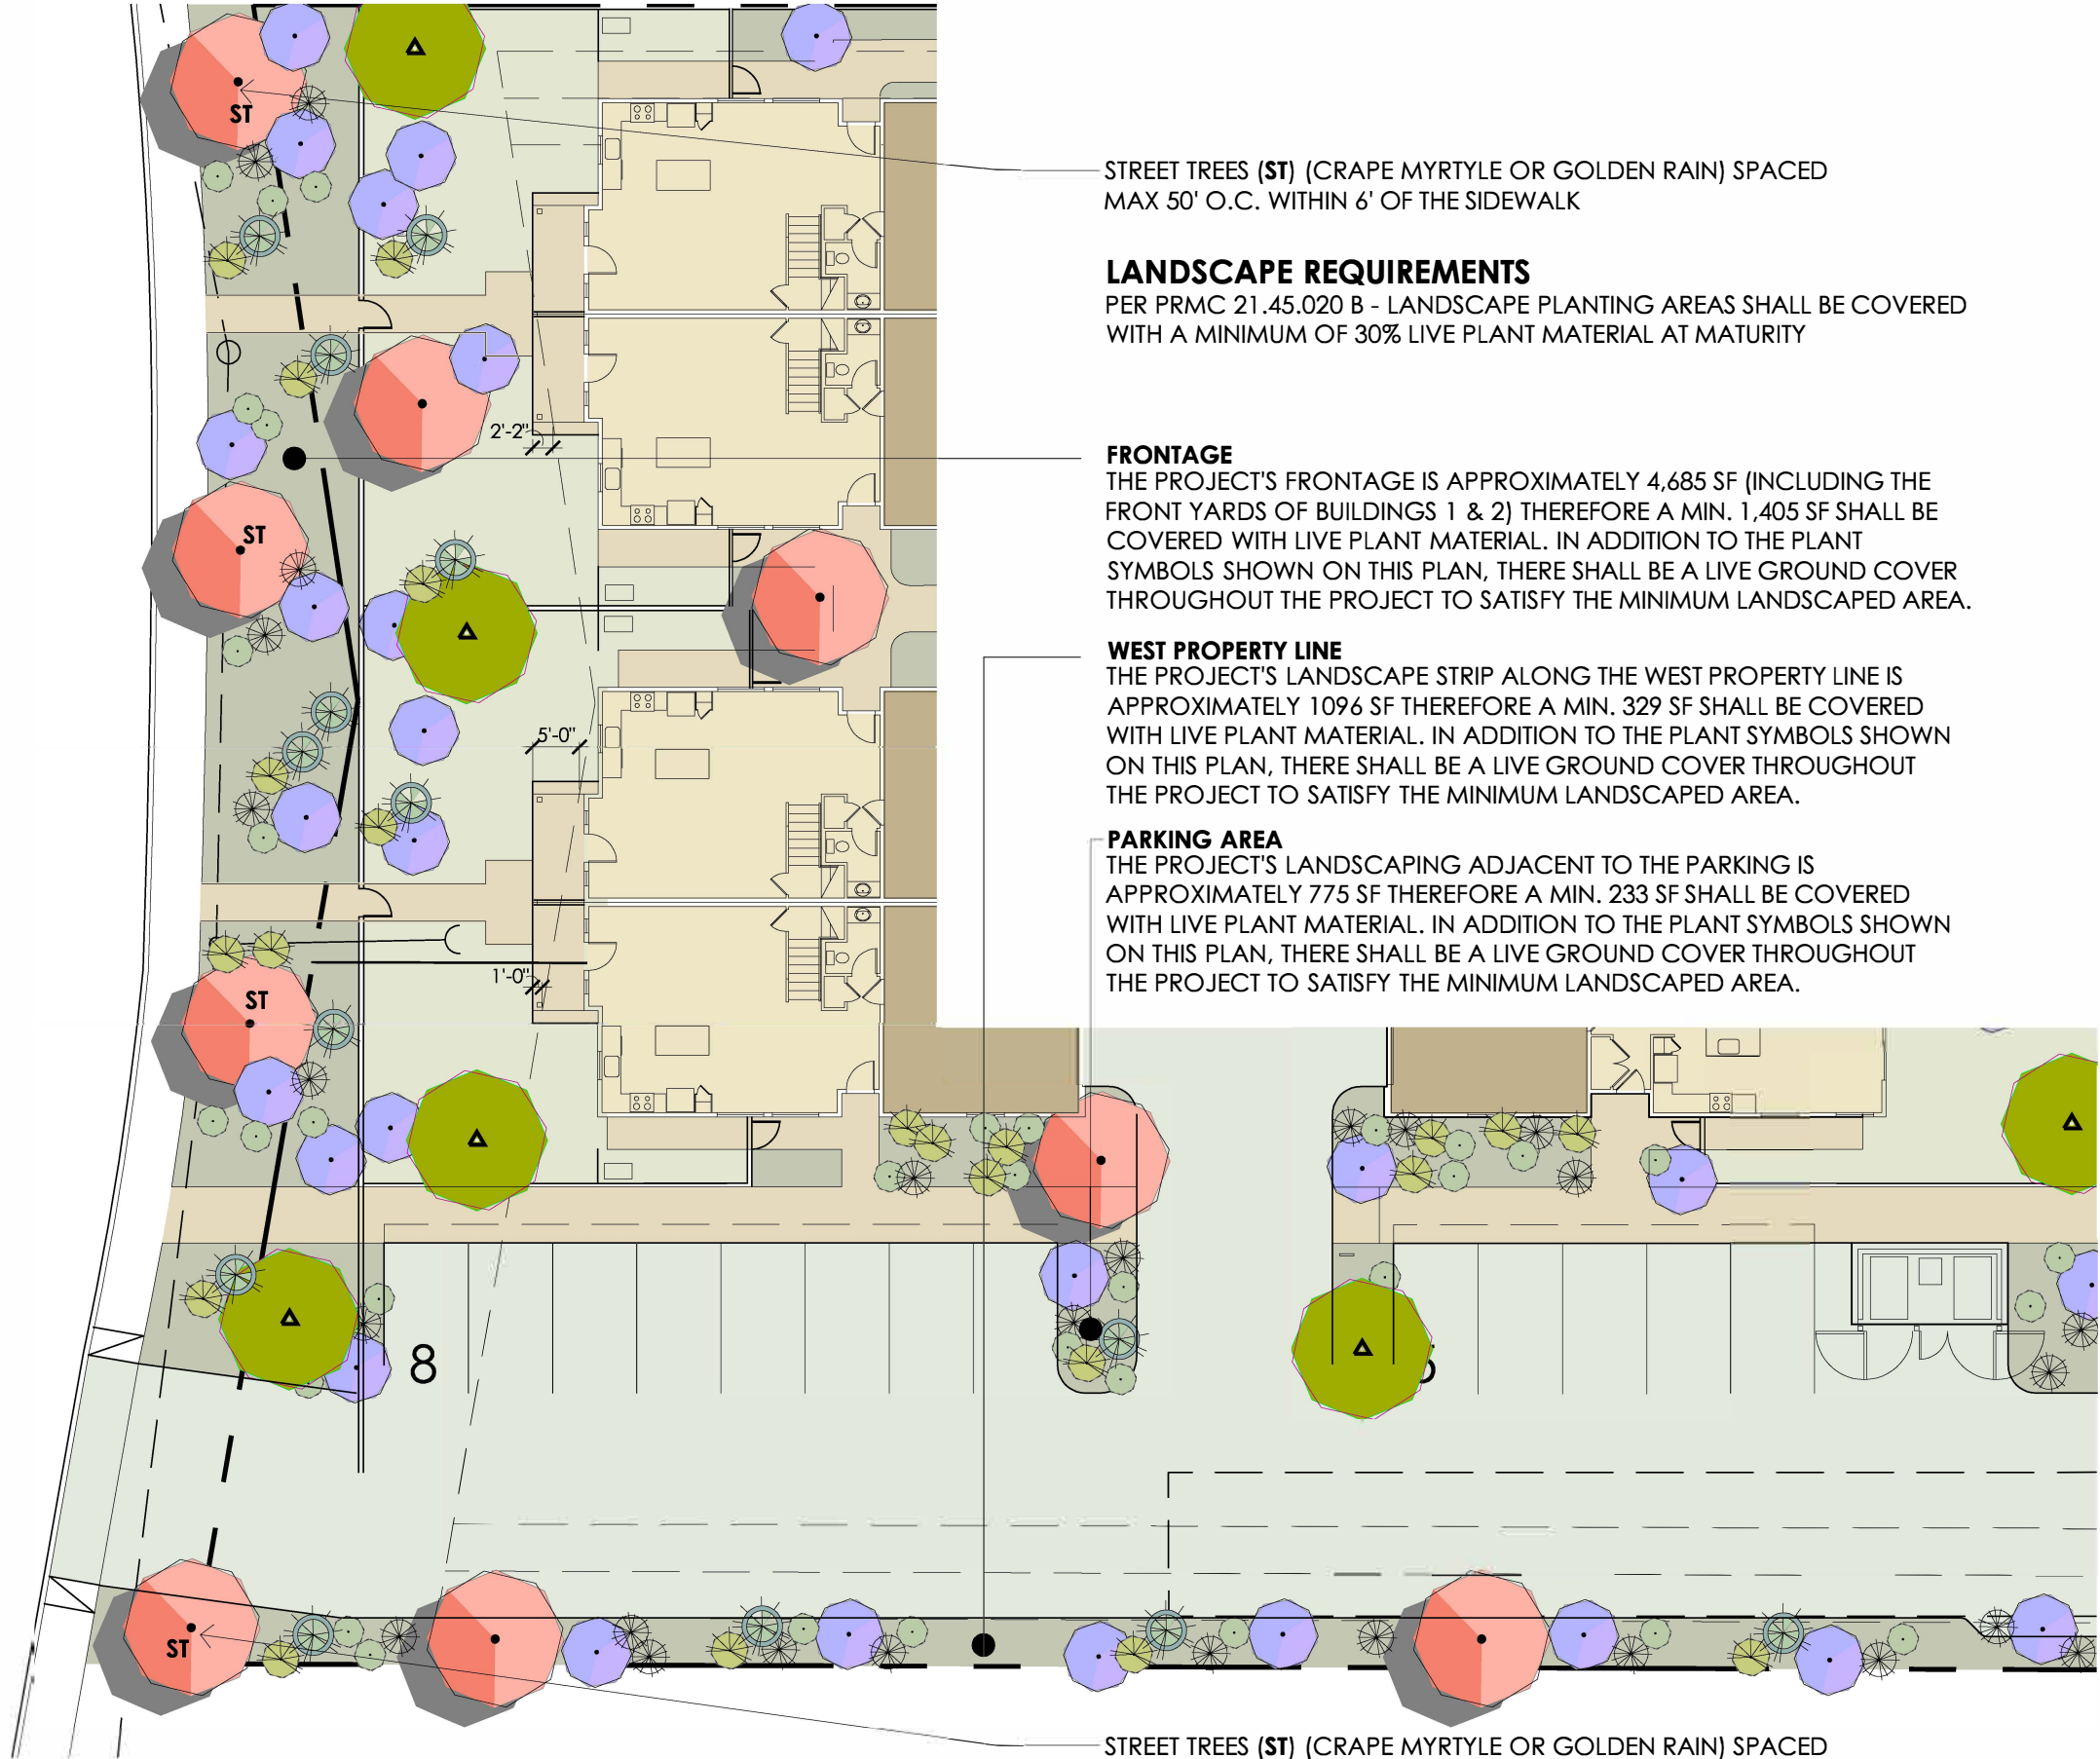 ST
STREET TREES (ST) (CRAPE MYRTYLE OR GOLDEN RAIN) SPACED
MAX 50' O.C. WITHIN 6' OF THE SIDEWALK
LANDSCAPE REQUIREMENTS
PER PRMC 21.45.020 B - LANDSCAPE PLANTING AREAS SHALL BE COVERED
WITH A MINIMUM OF 30% LIVE PLANT MATERIAL AT MATURITY
2'-2"
FRONTAGE
THE PROJECT'S FRONTAGE IS APPROXIMATELY 4,685 SF (INCLUDING THE
FRONT YARDS OF BUILDINGS 1 & 2) THEREFORE A MIN. 1,405 SF SHALL BE
COVERED WITH LIVE PLANT MATERIAL. IN ADDITION TO THE PLANT
SYMBOLS SHOWN ON THIS PLAN, THERE SHALL BE A LIVE GROUND COVER
THROUGHOUT THE PROJECT TO SATISFY THE MINIMUM LANDSCAPED AREA.
ST
WEST PROPERTY LINE
THE PROJECT'S LANDSCAPE STRIP ALONG THE WEST PROPERTY LINE IS
APPROXIMATELY 1096 SF THEREFORE A MIN. 329 SF SHALL BE COVERED
WITH LIVE PLANT MATERIAL. IN ADDITION TO THE PLANT SYMBOLS SHOWN
ON THIS PLAN, THERE SHALL BE A LIVE GROUND COVER THROUGHOUT
THE PROJECT TO SATISFY THE MINIMUM LANDSCAPED AREA.
5'-0"
PARKING AREA
THE PROJECT'S LANDSCAPING ADJACENT TO THE PARKING IS
APPROXIMATELY 775 SF THEREFORE A MIN. 233 SF SHALL BE COVERED
WITH LIVE PLANT MATERIAL. IN ADDITION TO THE PLANT SYMBOLS SHOWN
ON THIS PLAN, THERE SHALL BE A LIVE GROUND COVER THROUGHOUT
THE PROJECT TO SATISFY THE MINIMUM LANDSCAPED AREA.
1'-0"
ST
8
ST
STREET TREES (ST) (CRAPE MYRTYLE OR GOLDEN RAIN) SPACED